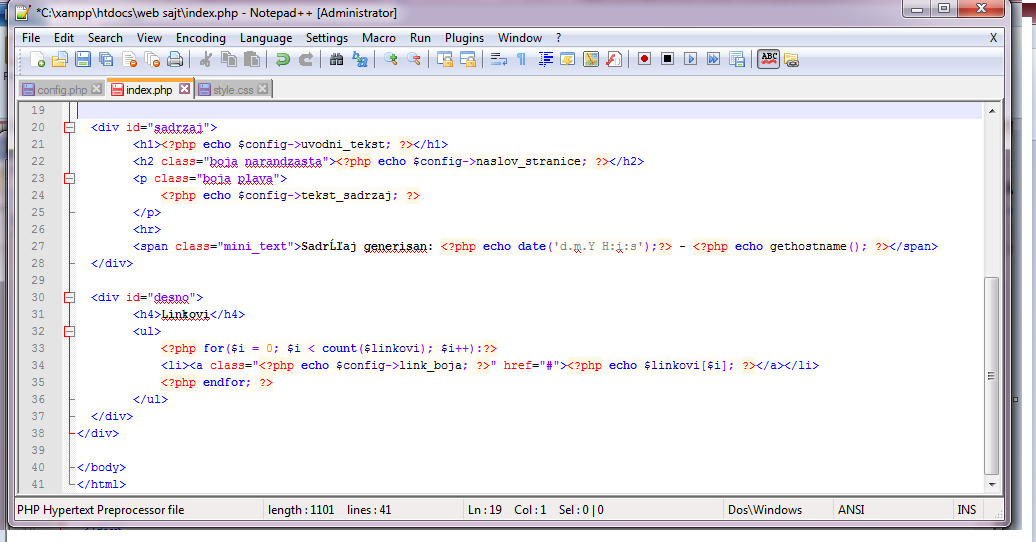 *C:\xampp\htdocs\web sajt\index.php - Notepad++ [Administrator]
File Edit Search View Encoding Language Settings Macro Run Plugins Window ? X
config.php index.php style.css
19
20 <div id="sadrzaj">
21 <h1><?php echo $config->uvodni_tekst; ?></h1>
22 <h2 class="boja narandzasta"><?php echo $config->naslov_stranice; ?></h2>
23 <p class="boja plava">
24 <?php echo $config->tekst_sadrzaj; ?>
25 </p>
26 <hr>
27 <span class="mini_text">SadrĹľaj generisan: <?php echo date('d.m.Y H:i:s');?> - <?php echo gethostname(); ?></span>
28 </div>
29
30 <div id="desno">
31 <h4>Linkovi</h4>
32 <ul>
33 <?php for($i = 0; $i < count($linkovi); $i++):?>
34 <li><a class="<?php echo $config->link_boja; ?>" href="#"><?php echo $linkovi[$i]; ?></a></li>
35 <?php endfor; ?>
36 </ul>
37 </div>
38 </div>
39
40 </body>
41 </html>
PHP Hypertext Preprocessor file length : 1101 lines : 41 Ln : 19 Col : 1 Sel : 0 | 0 Dos\Windows ANSI INS